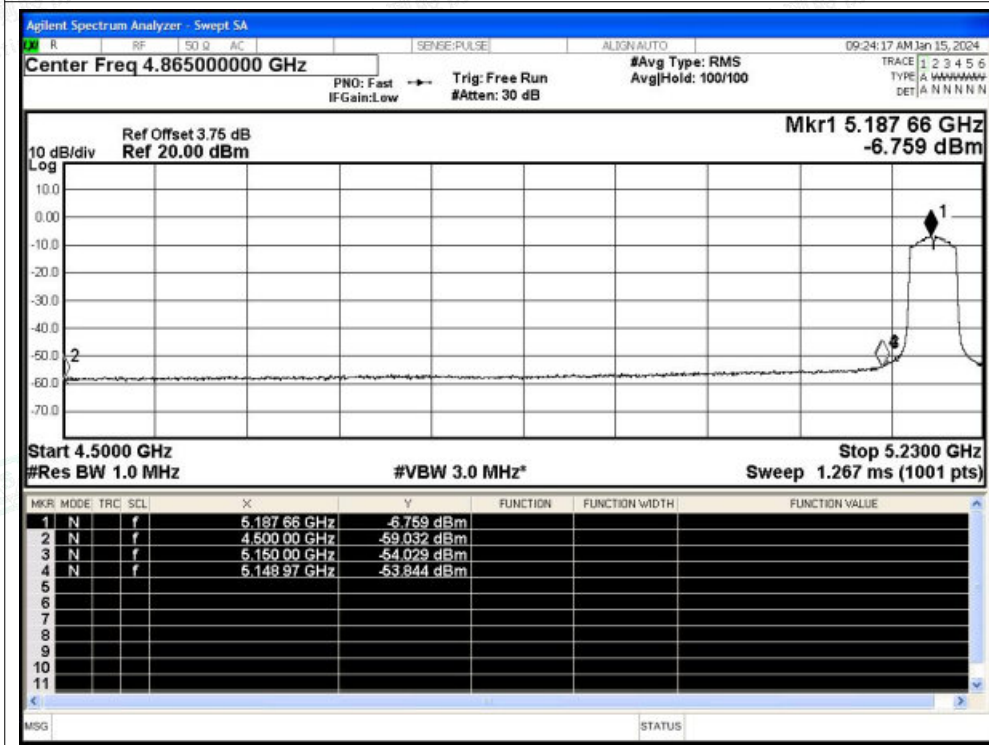 Agilent Spectrum Analyzer - Swept SA
LXI R RF 50 Ω AC SENSE:PULSE ALIGN AUTO 09:24:17 AM Jan 15, 2024
Center Freq 4.865000000 GHz
PNO: Fast
IFGain:Low
Trig: Free Run
#Atten: 30 dB
#Avg Type: RMS
Avg|Hold: 100/100
TRACE 1 2 3 4 5 6
TYPE A WWWWW
DET A N N N N N
Mkr1 5.187 66 GHz
-6.759 dBm
Ref Offset 3.75 dB
10 dB/div Ref 20.00 dBm
Log
10.0
0.00
-10.0
-20.0
-30.0
-40.0
-50.0
-60.0
-70.0
1
2
Start 4.5000 GHz Stop 5.2300 GHz
#Res BW 1.0 MHz #VBW 3.0 MHz* Sweep 1.267 ms (1001 pts)
MKR MODE TRC SCL X Y FUNCTION FUNCTION WIDTH FUNCTION VALUE
1 N f 5.187 66 GHz -6.759 dBm
2 N f 4.500 00 GHz -59.032 dBm
3 N f 5.150 00 GHz -54.029 dBm
4 N f 5.148 97 GHz -53.844 dBm
5
6
7
8
9
10
11
MSG STATUS